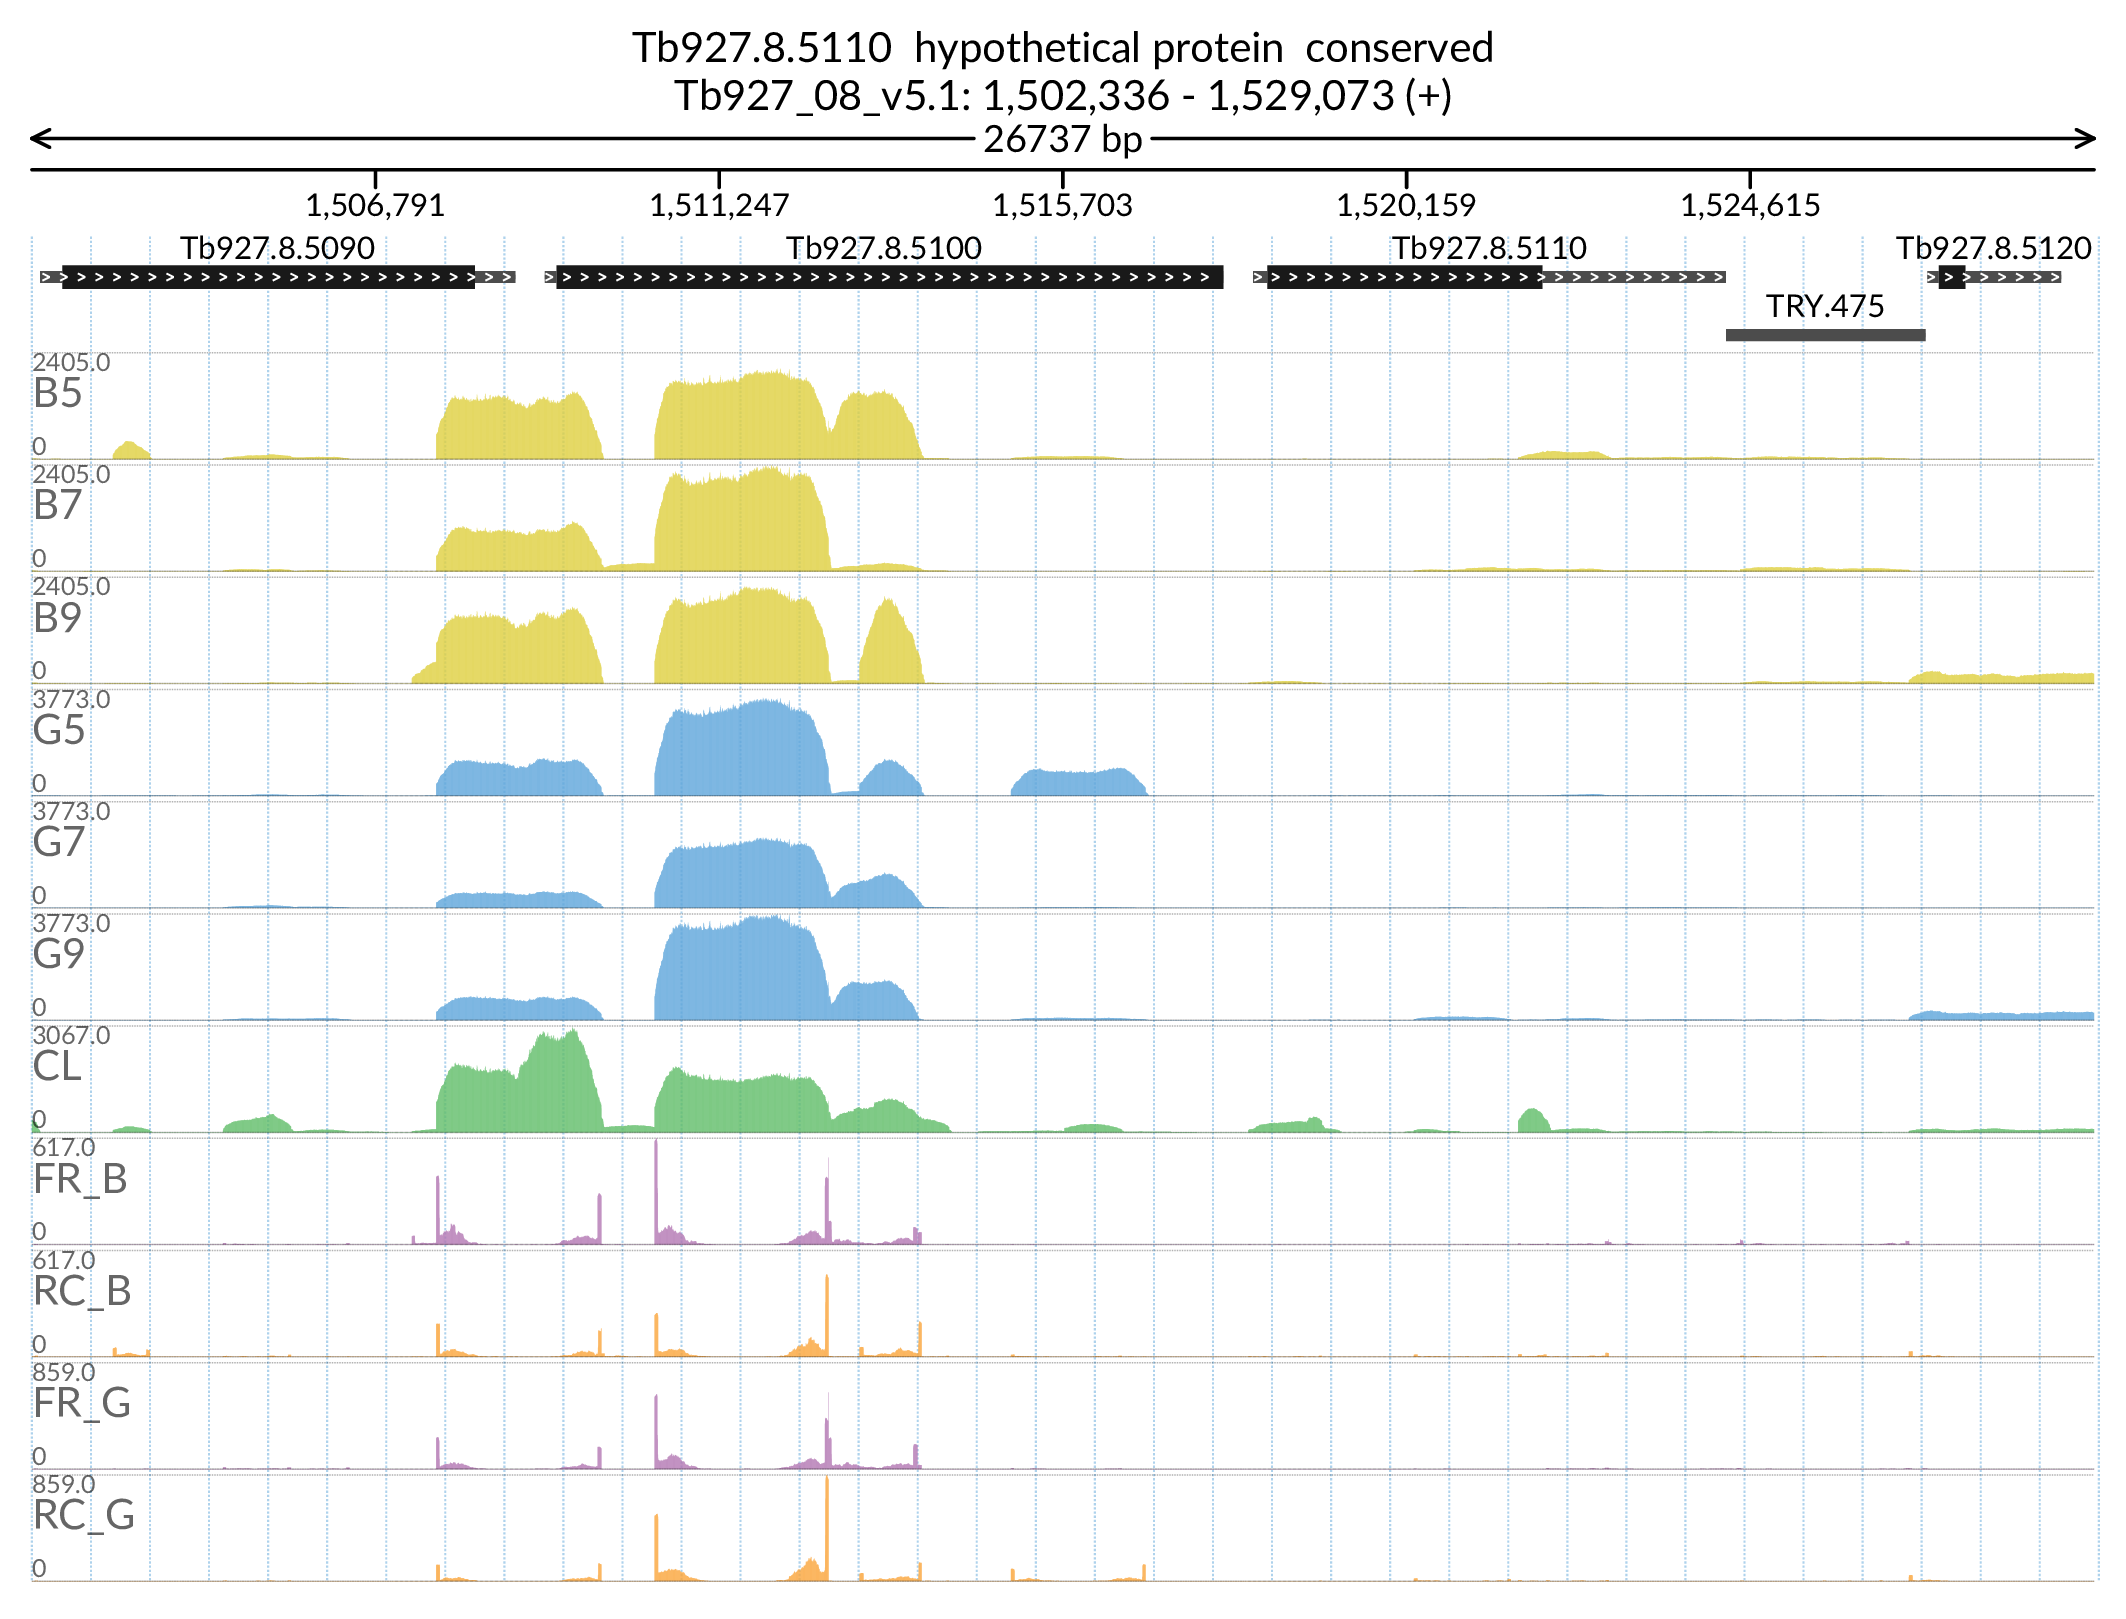 Tb927.8.5110  hypothetical protein  conserved
Tb927_08_v5.1: 1,502,336 - 1,529,073 (+)
26737 bp
1,506,791 1,511,247 1,515,703 1,520,159 1,524,615
Tb927.8.5090 Tb927.8.5100 Tb927.8.5110 Tb927.8.5120
TRY.475
2405.0
B5
0
2405.0
B7
0
2405.0
B9
0
3773.0
G5
0
3773.0
G7
0
3773.0
G9
0
3067.0
CL
0
617.0
FR_B
0
617.0
RC_B
0
859.0
FR_G
0
859.0
RC_G
0